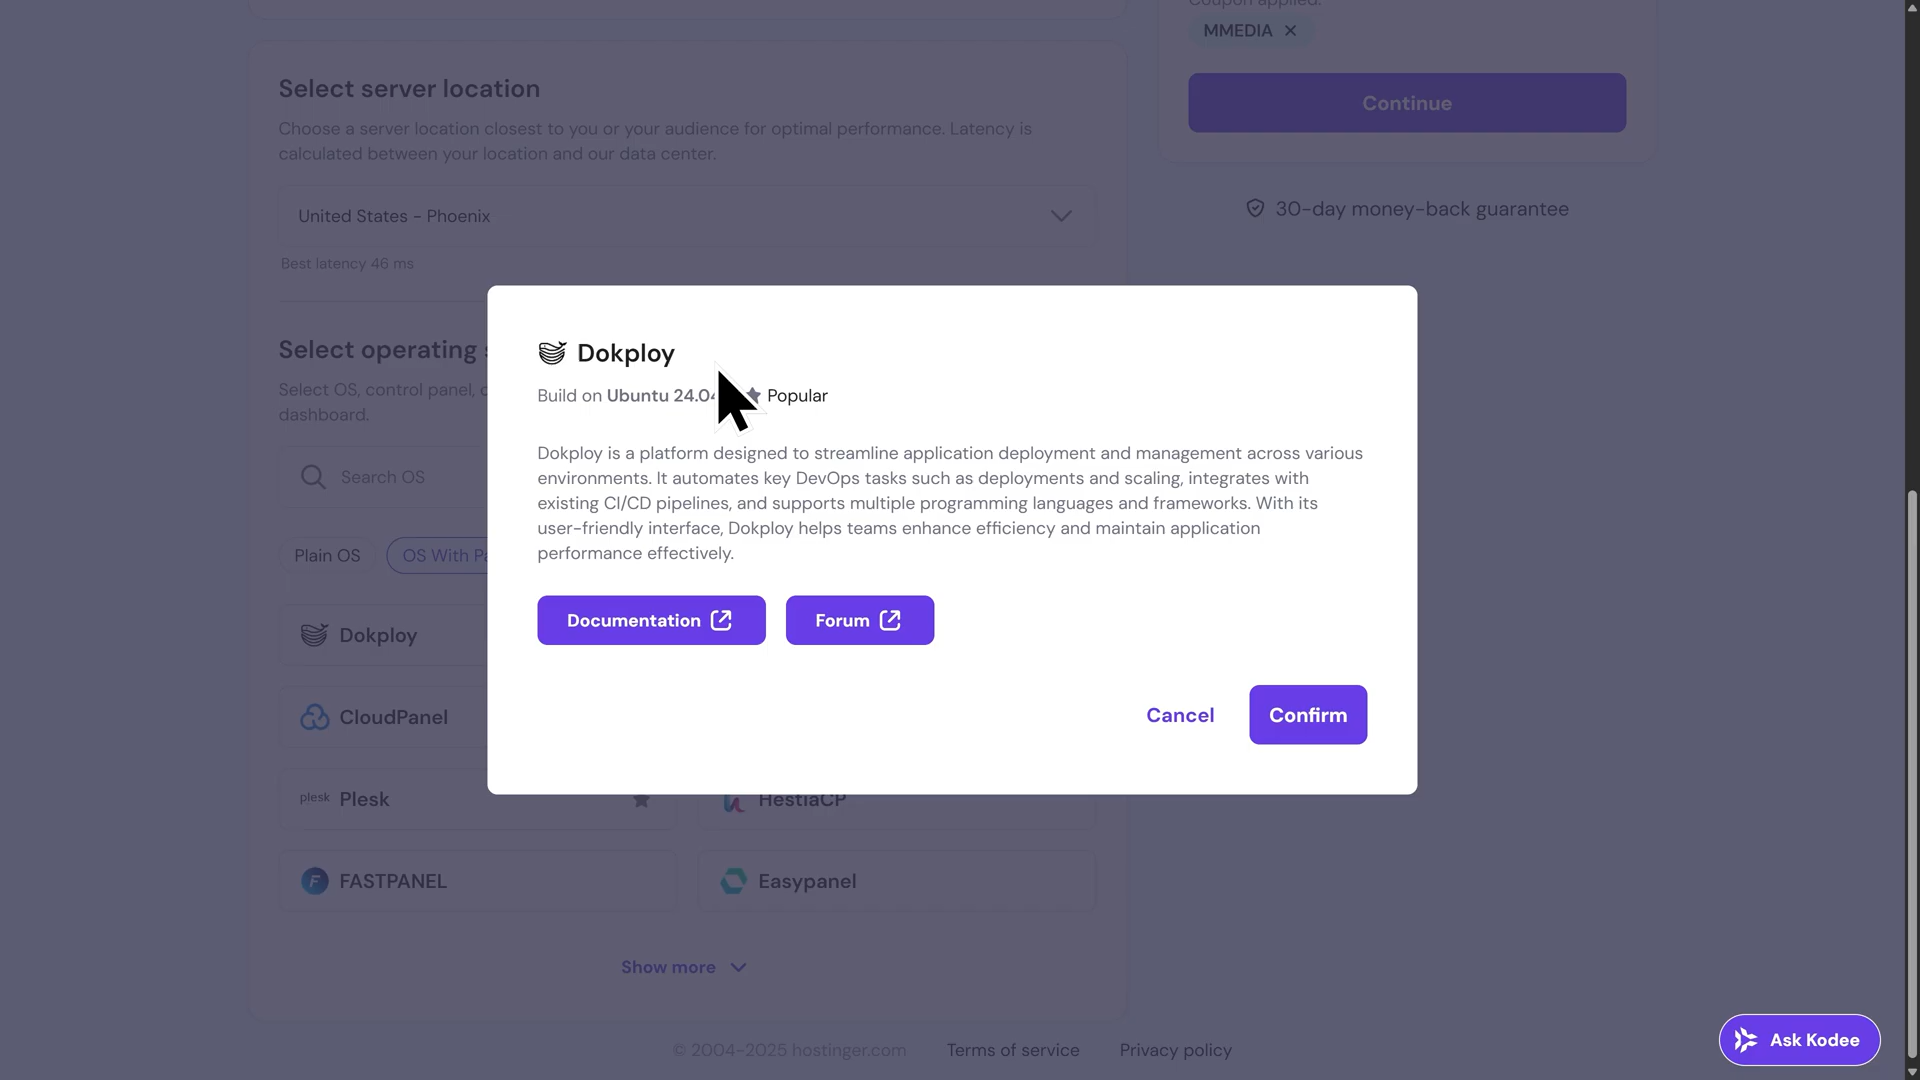 Coupon applied:
MMEDIA
Select server location
Choose a server location closest to you or your audience for optimal performance. Latency is
calculated between your location and our data center.
Continue
United States - Phoenix
30-day money-back guarantee
Best latency 46 ms
Select operating
Select OS, control panel,
dashboard.
Search OS
Plain OS
OS With
Dokploy
CloudPanel
plesk Plesk
HestiaCP
FASTPANEL
Easypanel
Show more
Dokploy
Build on Ubuntu 24.04
Popular
Dokploy is a platform designed to streamline application deployment and management across various
environments. It automates key DevOps tasks such as deployments and scaling, integrates with
existing CI/CD pipelines, and supports multiple programming languages and frameworks. With its
user-friendly interface, Dokploy helps teams enhance efficiency and maintain application
performance effectively.
Documentation
Forum
Cancel
Confirm
© 2004-2025 hostinger.com
Terms of service
Privacy policy
Ask Kodee